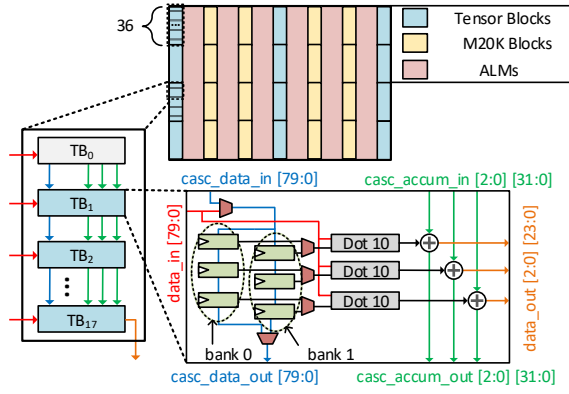 36
Tensor Blocks
M20K Blocks
ALMs
TB0
TB1
TB2
TB17
casc_data_in [79:0]
casc_accum_in [2:0] [31:0]
data_in [79:0]
Dot 10
Dot 10
Dot 10
data_out [2:0] [23:0]
bank 0
bank 1
casc_data_out [79:0]
casc_accum_out [2:0] [31:0]